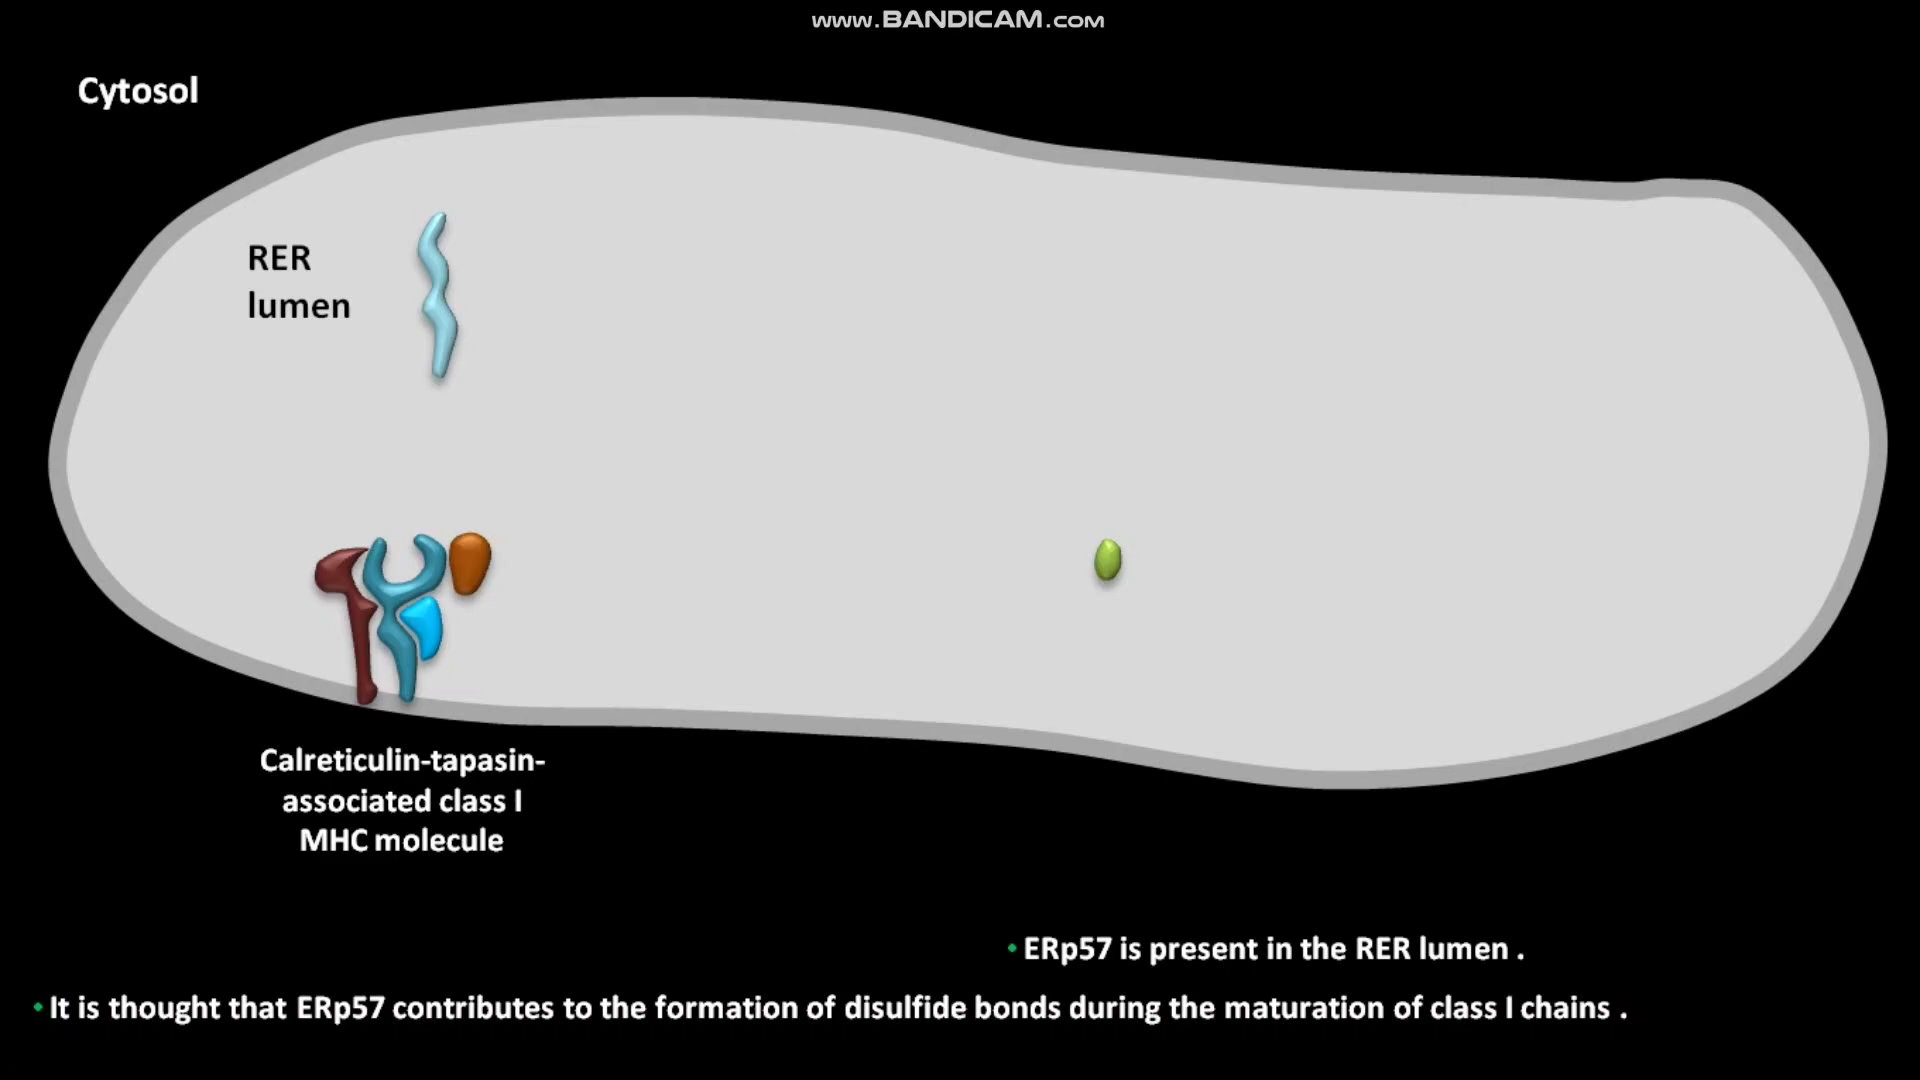 www.BANDICAM.com
Cytosol
RER
lumen
Calreticulin-tapasin-
associated class I
MHC molecule
• ERp57 is present in the RER lumen .
• It is thought that ERp57 contributes to the formation of disulfide bonds during the maturation of class I chains .